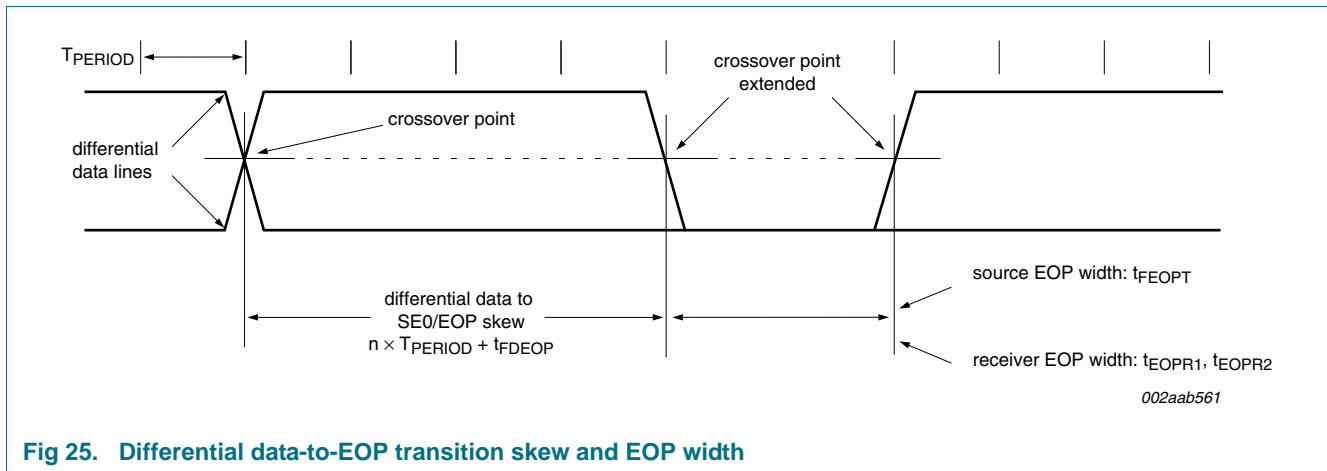 TPERIOD
crossover point
extended
crossover point
differential
data lines
differential data to
SE0/EOP skew
n × TPERIOD + tFDEOP
source EOP width: tFEOPT
receiver EOP width: tEOPR1, tEOPR2
002aab561
Fig 25. Differential data-to-EOP transition skew and EOP width